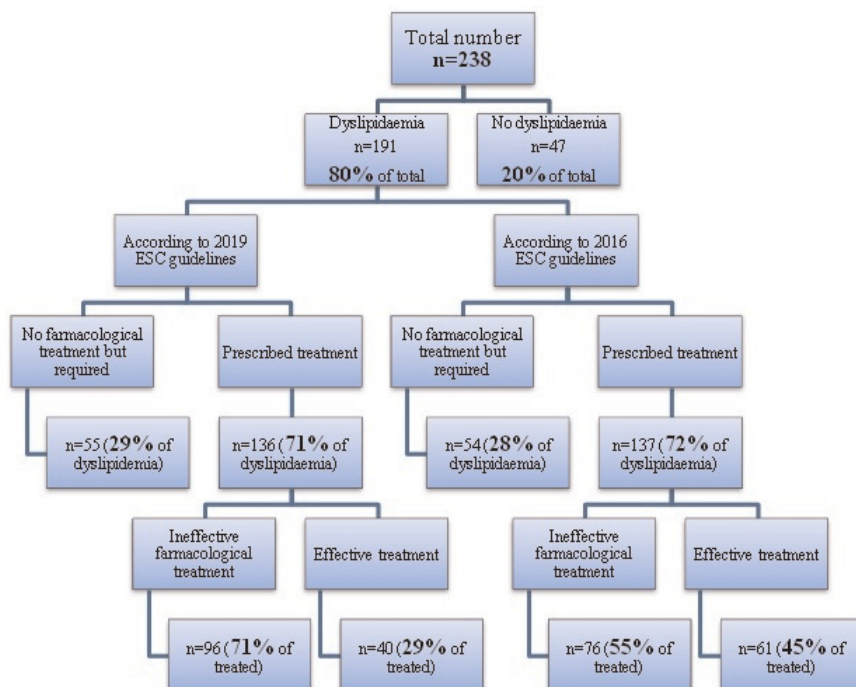 Total number
n=238
Dyslipidaemia
n=191
80% of total
No dyslipidaemia
n=47
20% of total
According to 2019
ESC guidelines
According to 2016
ESC guidelines
No farmacological
treatment but
required
Prescribed treatment
No farmacological
treatment but
required
Prescribed treatment
n=55 (29% of
dyslipidemia)
n=136 (71% of
dyslipidaemia)
n=54 (28% of
dyslipidaemia)
n=137 (72% of
dyslipidaemia)
Ineffective
farmacological
treatment
Effective treatment
Ineffective
farmacological
treatment
Effective treatment
n=96 (71% of
treated)
n=40 (29% of
treated)
n=76 (55% of
treated)
n=61 (45% of
treated)